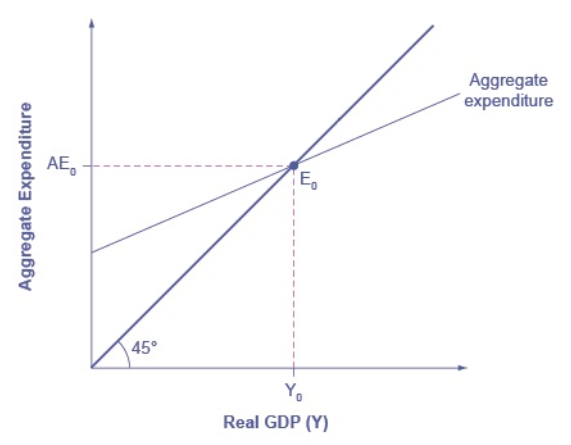 Aggregate
expenditure
Aggregate Expenditure
AE₀
E₀
45°
Y₀
Real GDP (Y)